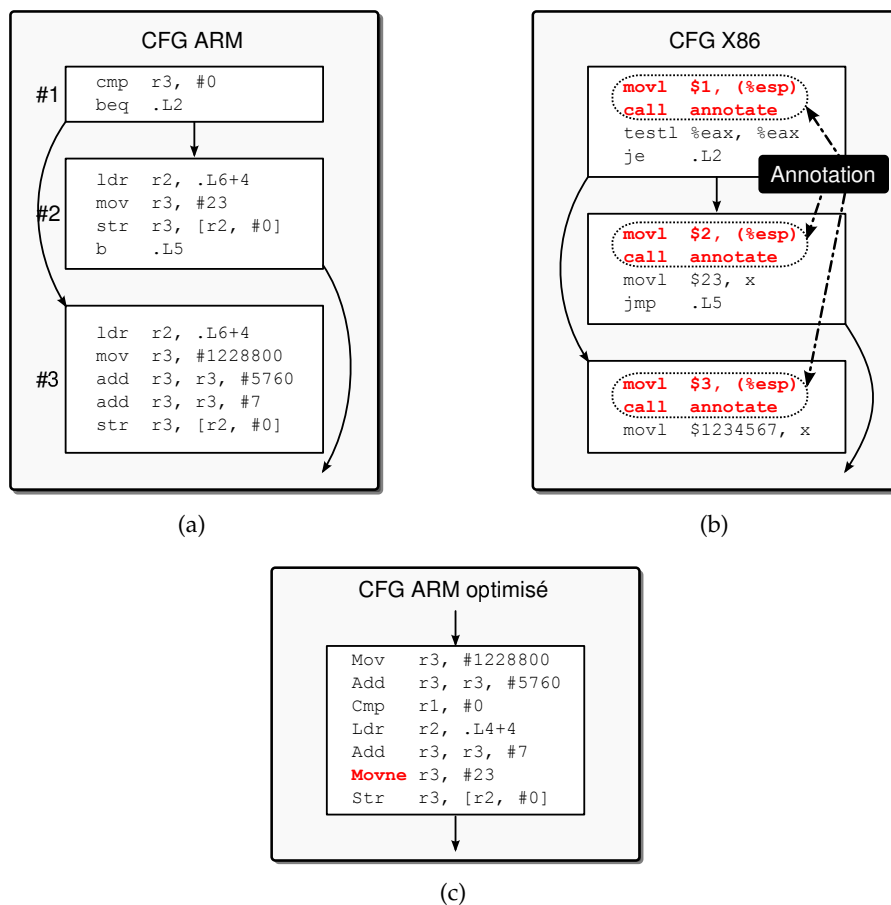 CFG ARM
#1
cmp r3, #0
beq .L2
#2
ldr r2, .L6+4
mov r3, #23
str r3, [r2, #0]
b .L5
#3
ldr r2, .L6+4
mov r3, #1228800
add r3, r3, #5760
add r3, r3, #7
str r3, [r2, #0]
(a)
CFG X86
movl $1, (%esp)
call annotate
testl %eax, %eax
je .L2
Annotation
movl $2, (%esp)
call annotate
movl $23, x
jmp .L5
movl $3, (%esp)
call annotate
movl $1234567, x
(b)
CFG ARM optimisé
Mov r3, #1228800
Add r3, r3, #5760
Cmp r1, #0
Ldr r2, .L4+4
Add r3, r3, #7
Movne r3, #23
Str r3, [r2, #0]
(c)